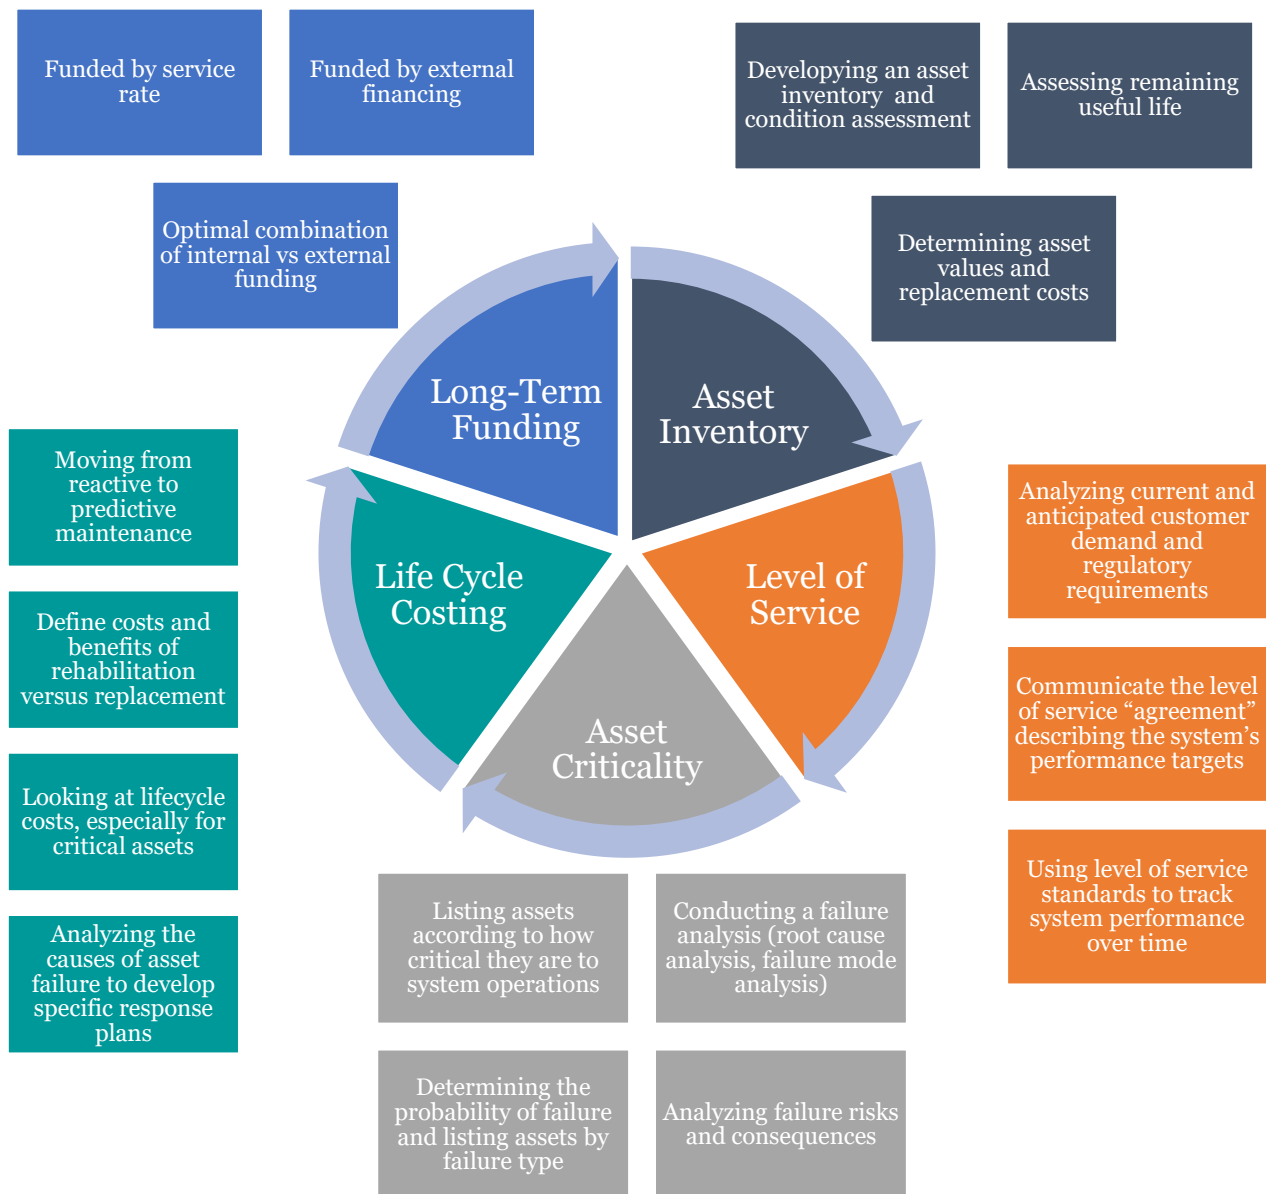 Funded by service
rate
Funded by external
financing
Optimal combination
of internal vs external
funding
Developying an asset
inventory and
condition assessment
Assessing remaining
useful life
Determining asset
values and
replacement costs
Long-Term
Funding
Asset
Inventory
Life Cycle
Costing
Level of
Service
Asset
Criticality
Moving from
reactive to
predictive
maintenance
Define costs and
benefits of
rehabilitation
versus replacement
Looking at lifecycle
costs, especially for
critical assets
Analyzing the
causes of asset
failure to develop
specific response
plans
Analyzing current and
anticipated customer
demand and
regulatory
requirements
Communicate the level
of service “agreement”
describing the system’s
performance targets
Using level of service
standards to track
system performance
over time
Listing assets
according to how
critical they are to
system operations
Conducting a failure
analysis (root cause
analysis, failure mode
analysis)
Determining the
probability of failure
and listing assets by
failure type
Analyzing failure risks
and consequences